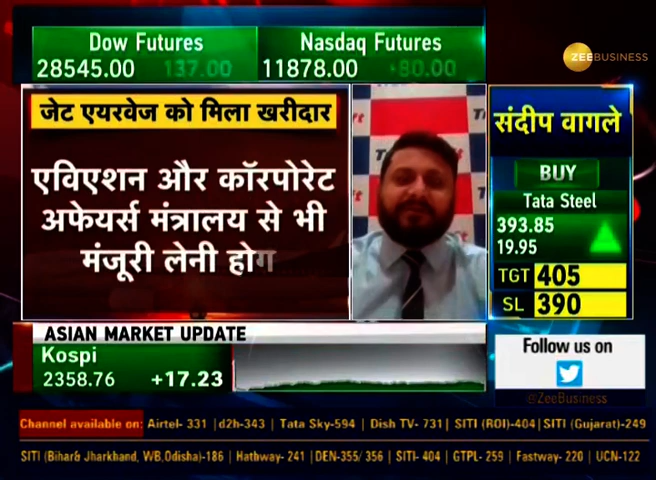 Dow Futures
28545.00 137.00
Nasdaq Futures
11878.00 +80.00
ZEEBUSINESS
जेट एयरवेज को मिला खरीदार
एविएशन और कॉरपोरेट
अफेयर्स मंत्रालय से भी
मंजूरी लेनी होग
संदीप वागले
BUY
Tata Steel
393.85
19.95
TGT 405
SL 390
ASIAN MARKET UPDATE
Kospi
2358.76 +17.23
Follow us on
@ZeeBusiness
Channel available on: Airtel- 331 | d2h-343 | Tata Sky-594 | Dish TV- 731 | SITI (ROI)-404 | SITI (Gujarat)-249
SITI (Bihar& Jharkhand, WB,Odisha)-186 | Hathway- 241 | DEN-355/ 356 | SITI- 404 | GTPL- 259 | Fastway- 220 | UCN-122